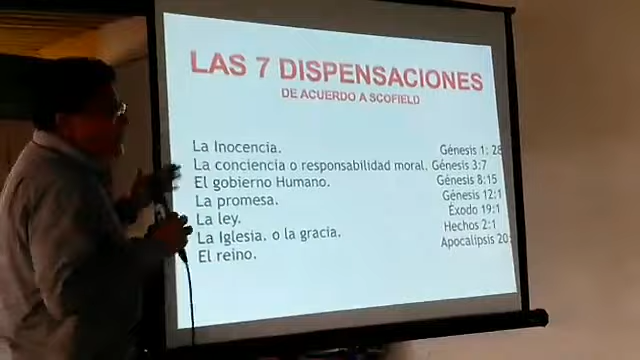 LAS 7 DISPENSACIONES
DE ACUERDO A SCOFIELD
La Inocencia. Génesis 1: 28
La conciencia o responsabilidad moral. Génesis 3:7
El gobierno Humano. Génesis 8:15
La promesa. Génesis 12:1
La ley. Éxodo 19:1
La Iglesia. o la gracia. Hechos 2:1
El reino. Apocalipsis 20: